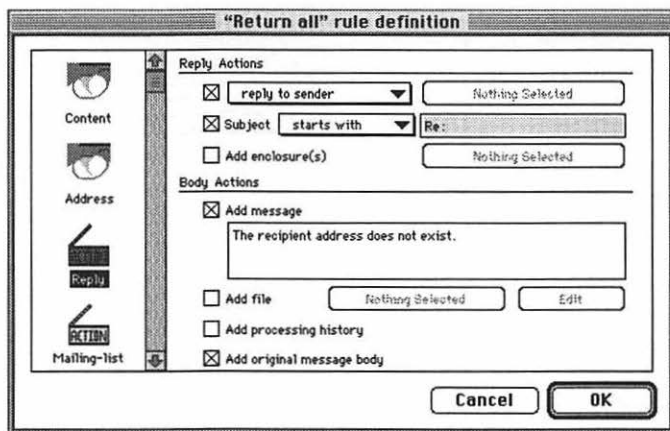 “Return all” rule definition
Content
Address
Reply
ACTION
Mailing-list
Reply Actions
reply to sender
Nothing Selected
Subject
starts with
Re:
Add enclosure(s)
Nothing Selected
Body Actions
Add message
The recipient address does not exist.
Add file
Nothing Selected
Edit
Add processing history
Add original message body
Cancel
OK